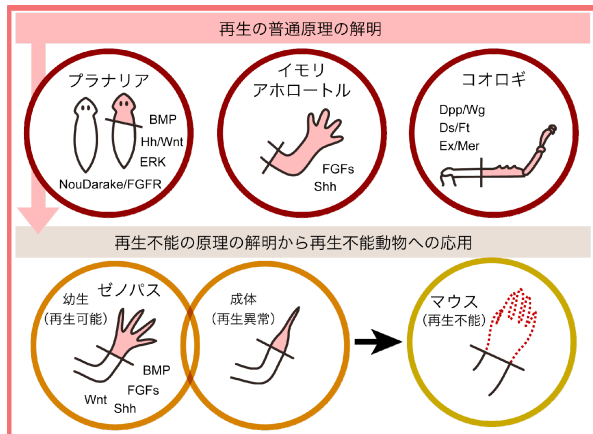 再生の普通原理の解明
プラナリア
BMP
Hh/Wnt
ERK
NouDarake/FGFR
イモリ
アホロートル
FGFs
Shh
コオロギ
Dpp/Wg
Ds/Ft
Ex/Mer
再生不能の原理の解明から再生不能動物への応用
ゼノパス
幼生
（再生可能）
BMP
FGFs
Wnt
Shh
成体
（再生異常）
マウス
（再生不能）